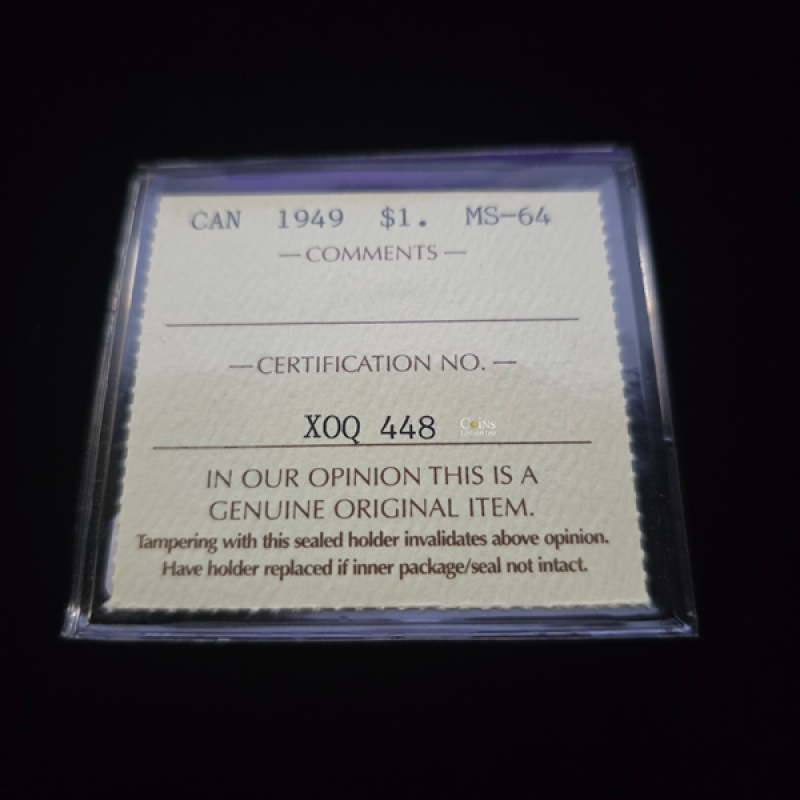 CAN 1949 $1. MS-64
— COMMENTS —
— CERTIFICATION NO. —
XOQ 448
COINS
IN OUR OPINION THIS IS A
GENUINE ORIGINAL ITEM.
Tampering with this sealed holder invalidates above opinion.
Have holder replaced if inner package/seal not intact.